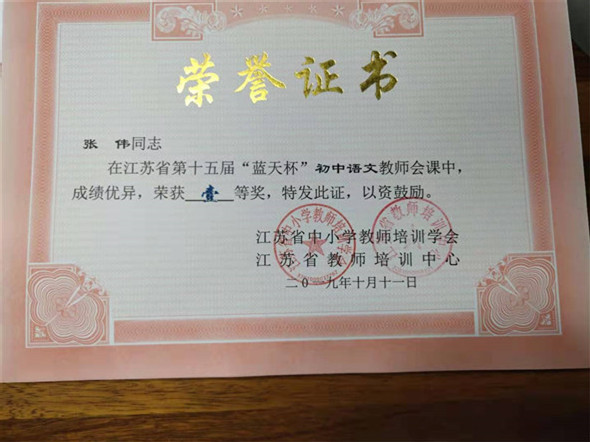 荣誉证书
张 伟同志
在江苏省第十五届“蓝天杯”初中语文教师会课中，
成绩优异，荣获 壹 等奖，特发此证，以资鼓励。
江苏省中小学教师培训学会
江苏省教师培训中心
二〇一九年十月十一日